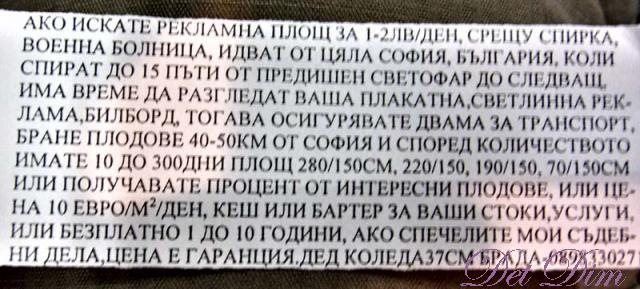 АКО ИСКАТЕ РЕКЛАМНА ПЛОЩ ЗА 1-2ЛВ/ДЕН, СРЕЩУ СПИРКА,
ВОЕННА БОЛНИЦА, ИДВАТ ОТ ЦЯЛА СОФИЯ, БЪЛГАРИЯ, КОЛИ
СПИРАТ ДО 15 ПЪТИ ОТ ПРЕДИШЕН СВЕТОФАР ДО СЛЕДВАЩ,
ИМА ВРЕМЕ ДА РАЗГЛЕДАТ ВАША ПЛАКАТНА,СВЕТЛИННА РЕК-
ЛАМА,БИЛБОРД, ТОГАВА ОСИГУРЯВАТЕ ДВАМА ЗА ТРАНСПОРТ,
БРАНЕ ПЛОДОВЕ 40-50КМ ОТ СОФИЯ И СПОРЕД КОЛИЧЕСТВОТО
ИМАТЕ 10 ДО 300ДНИ ПЛОЩ 280/150СМ, 220/150, 190/150, 70/150СМ
ИЛИ ПОЛУЧАВАТЕ ПРОЦЕНТ ОТ ИНТЕРЕСНИ ПЛОДОВЕ, ИЛИ ЦЕ-
НА 10 ЕВРО/М²/ДЕН, КЕШ ИЛИ БАРТЕР ЗА ВАШИ СТОКИ,УСЛУГИ,
ИЛИ БЕЗПЛАТНО 1 ДО 10 ГОДИНИ, АКО СПЕЧЕЛИТЕ МОИ СЪДЕБ-
НИ ДЕЛА,ЦЕНА Е ГАРАНЦИЯ,ДЕД КОЛЕДА37СМ БРАДА-
Dei Dim